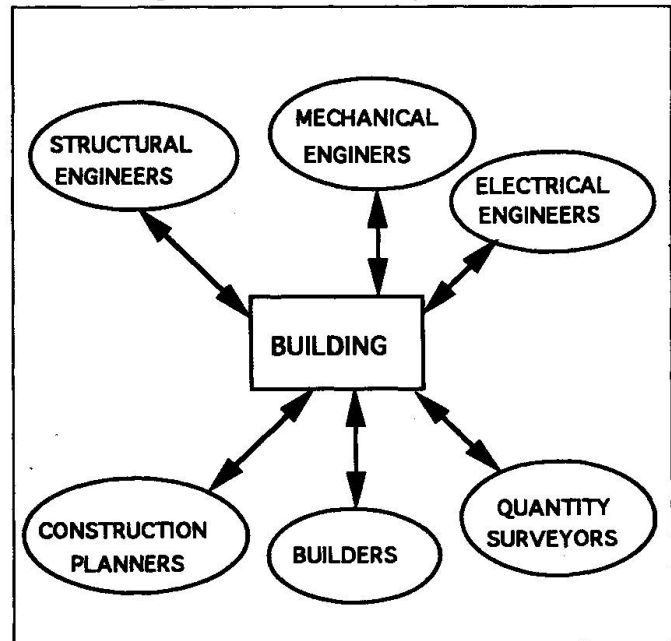 STRUCTURAL
ENGINEERS
MECHANICAL
ENGINERS
ELECTRICAL
ENGINEERS
BUILDING
CONSTRUCTION
PLANNERS
BUILDERS
QUANTITY
SURVEYORS